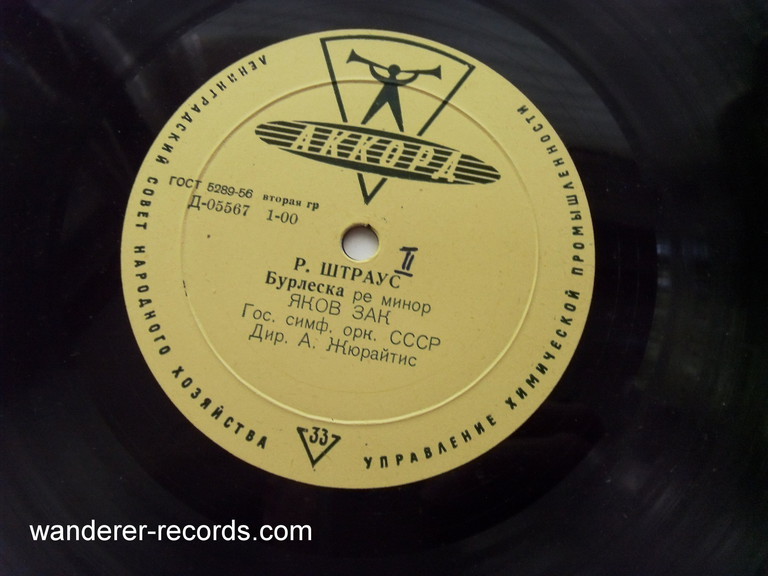 АККОРД
ЛЕНИНГРАДСКИЙ СОВЕТ НАРОДНОГО ХОЗЯЙСТВА
УПРАВЛЕНИЕ ХИМИЧЕСКОЙ ПРОМЫШЛЕННОСТИ
ГОСТ 5289-56 вторая гр
Д-05567 1-00
II
Р. ШТРАУС
Бурлеска ре минор
ЯКОВ ЗАК
Гос. симф. орк. СССР
Дир. А. Жюрайтис
33
wanderer-records.com